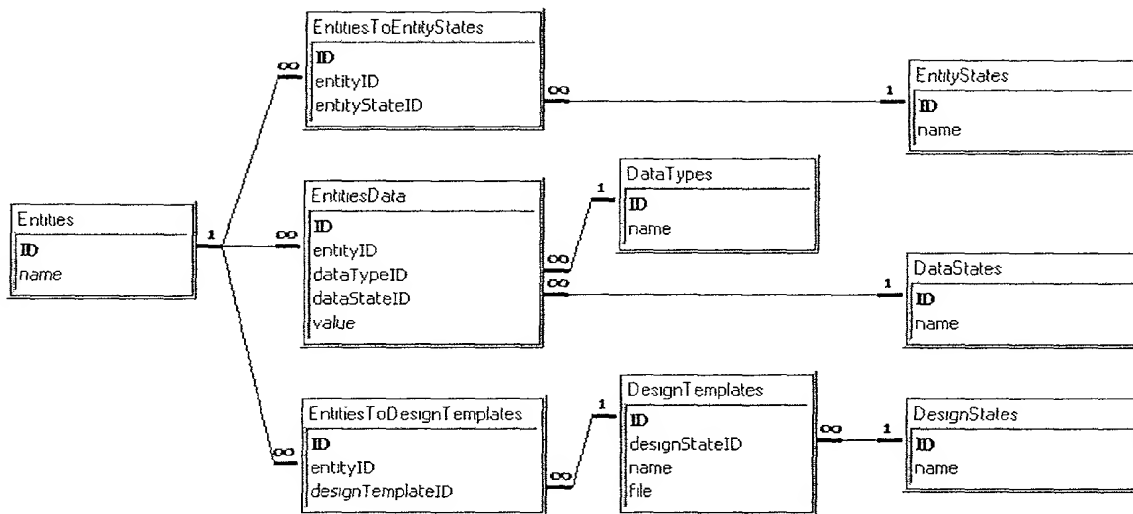 EntitiesToEntityStates
ID
entityID
entityStateID
∞
∞
1
EntityStates
ID
name
Entities
ID
name
1
∞
EntitiesData
ID
entityID
dataTypeID
dataStateID
value
∞
∞
1
DataTypes
ID
name
1
DataStates
ID
name
∞
EntitiesToDesignTemplates
ID
entityID
designTemplateID
∞
1
DesignTemplates
ID
designStateID
name
file
∞
1
DesignStates
ID
name